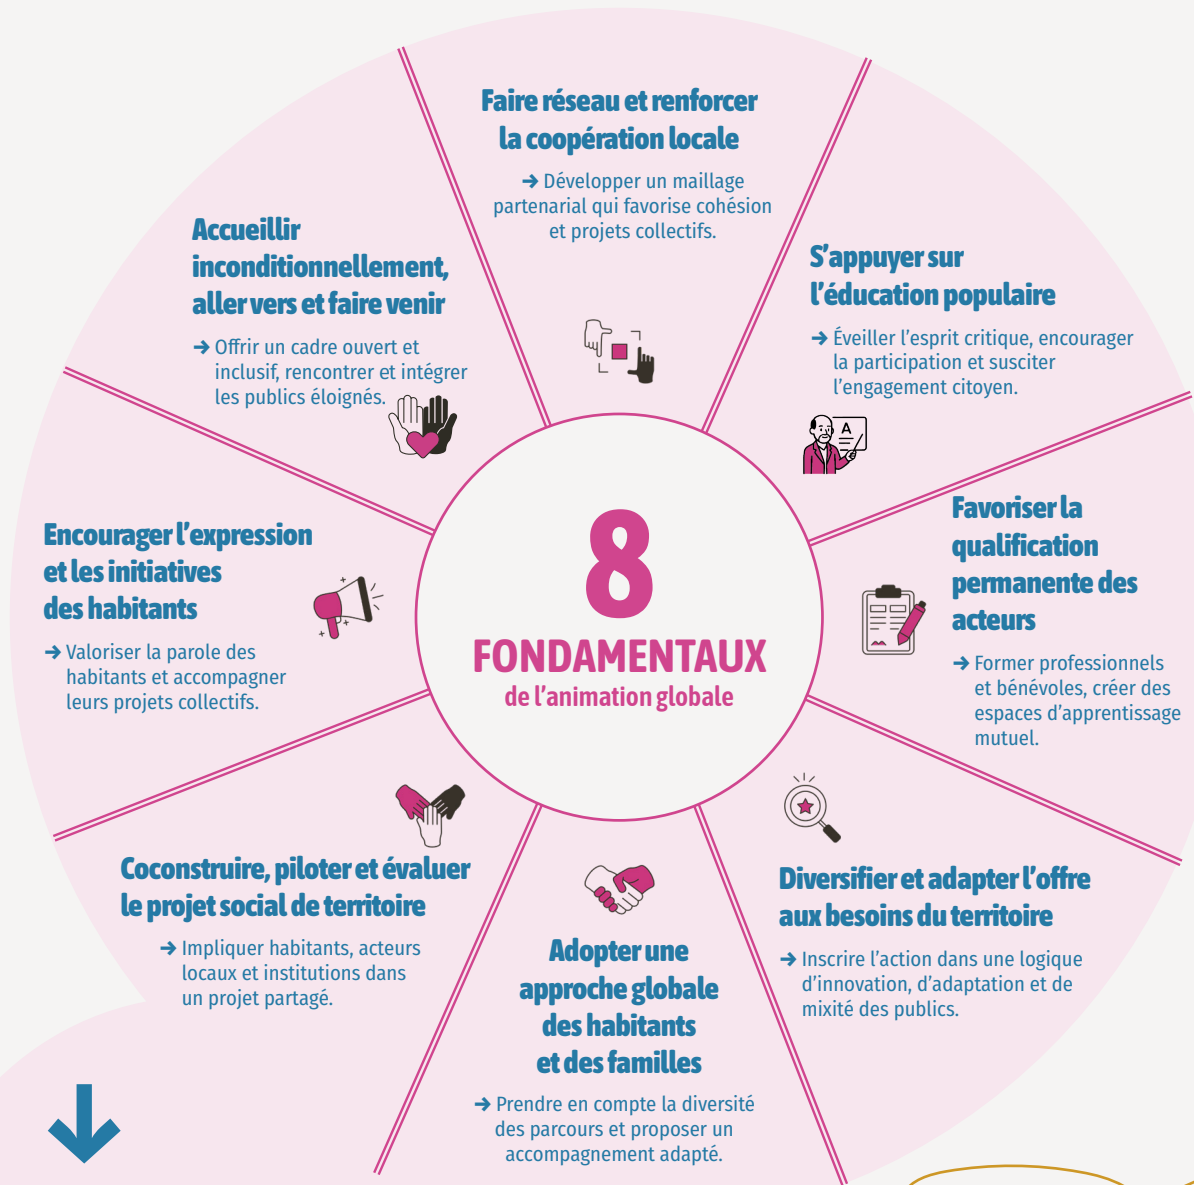 Faire réseau et renforcer
la coopération locale
→ Développer un maillage
partenarial qui favorise cohésion
et projets collectifs.
S’appuyer sur
l’éducation populaire
→ Éveiller l’esprit critique, encourager
la participation et susciter
l’engagement citoyen.
A
Favoriser la
qualification
permanente des
acteurs
→ Former professionnels
et bénévoles, créer des
espaces d’apprentissage
mutuel.
Diversifier et adapter l’offre
aux besoins du territoire
→ Inscrire l’action dans une logique
d’innovation, d’adaptation et de
mixité des publics.
Adopter une
approche globale
des habitants
et des familles
→ Prendre en compte la diversité
des parcours et proposer un
accompagnement adapté.
Coconstruire, piloter et évaluer
le projet social de territoire
→ Impliquer habitants, acteurs
locaux et institutions dans
un projet partagé.
Encourager l’expression
et les initiatives
des habitants
→ Valoriser la parole des
habitants et accompagner
leurs projets collectifs.
Accueillir
inconditionnellement,
aller vers et faire venir
→ Offrir un cadre ouvert et
inclusif, rencontrer et intégrer
les publics éloignés.
8
FONDAMENTAUX
de l’animation globale